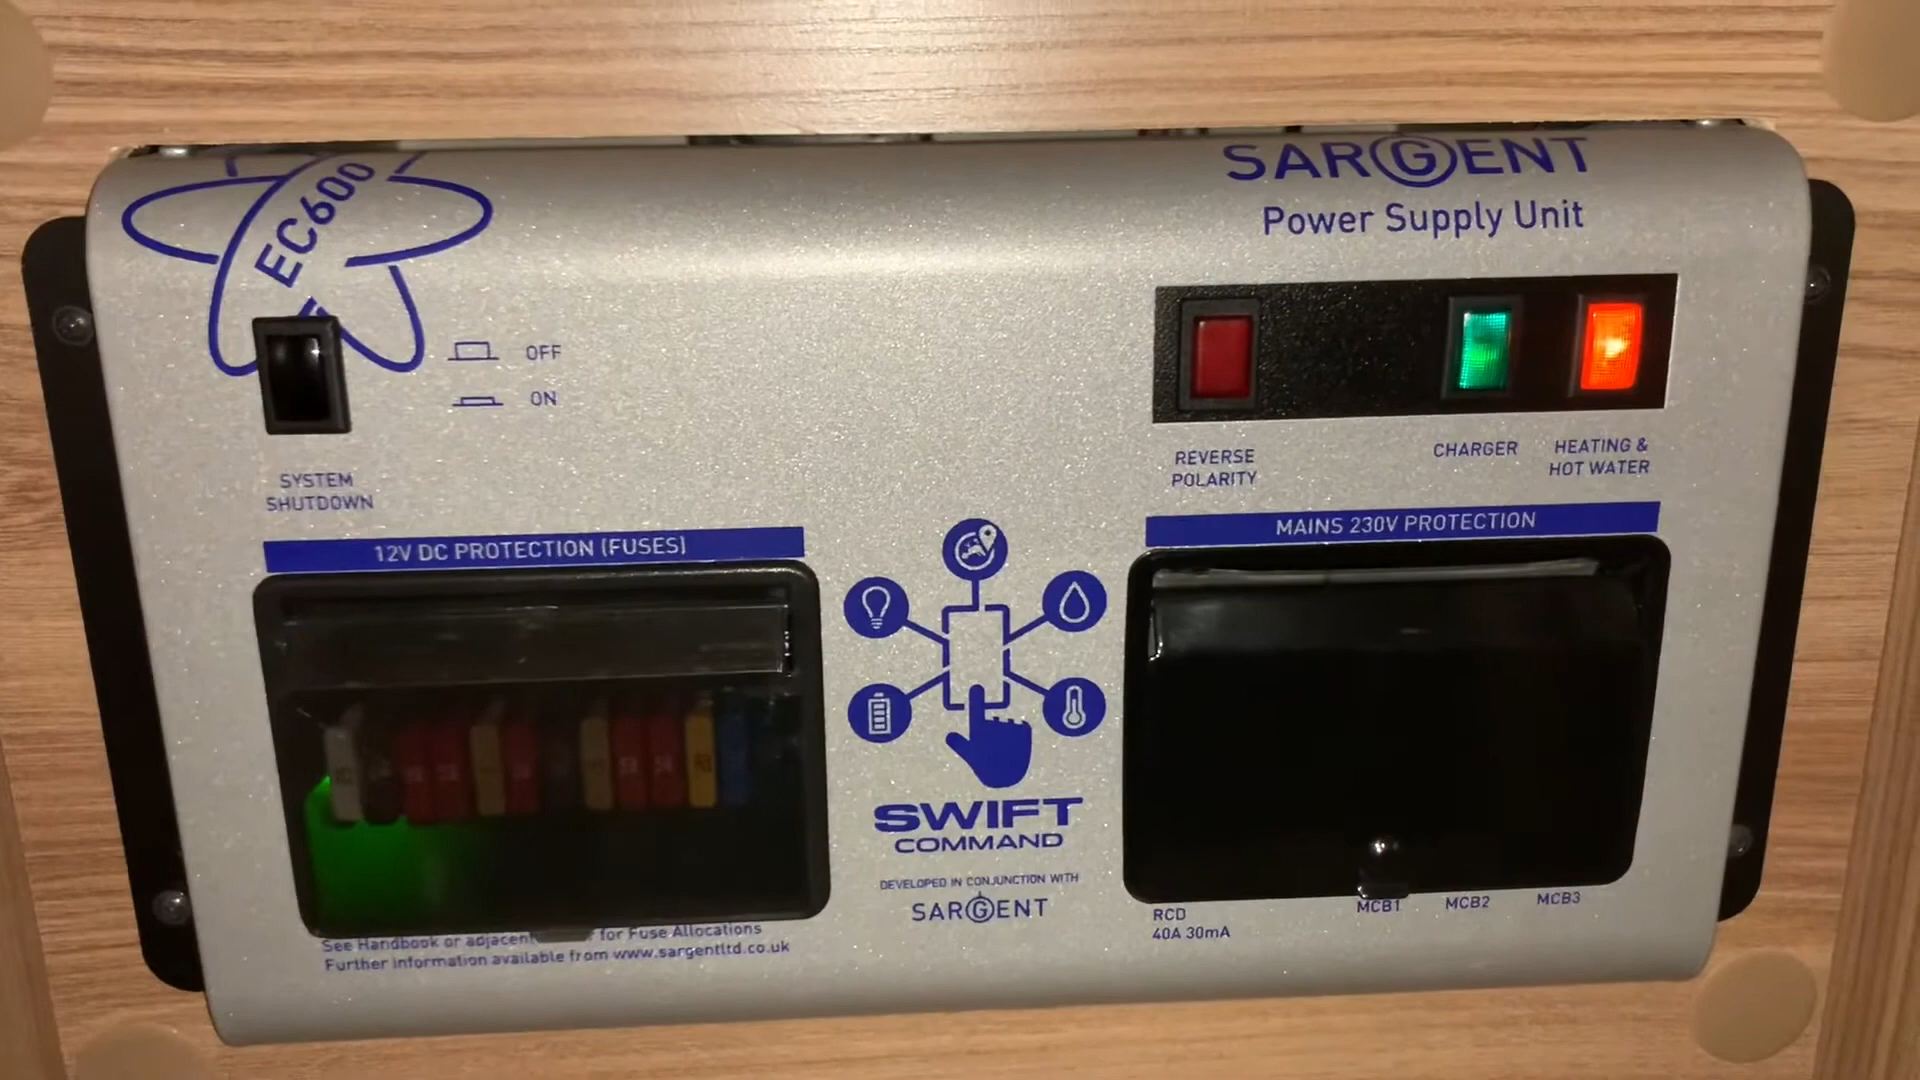 EC600
SARGENT
Power Supply Unit
OFF
ON
SYSTEM
SHUTDOWN
REVERSE
POLARITY
CHARGER
HEATING &
HOT WATER
12V DC PROTECTION (FUSES)
MAINS 230V PROTECTION
SWIFT
COMMAND
DEVELOPED IN CONJUNCTION WITH
SARGENT
RCD
40A 30mA
MCB1
MCB2
MCB3
See Handbook or adjacent for Fuse Allocations
Further information available from www.sargentltd.co.uk